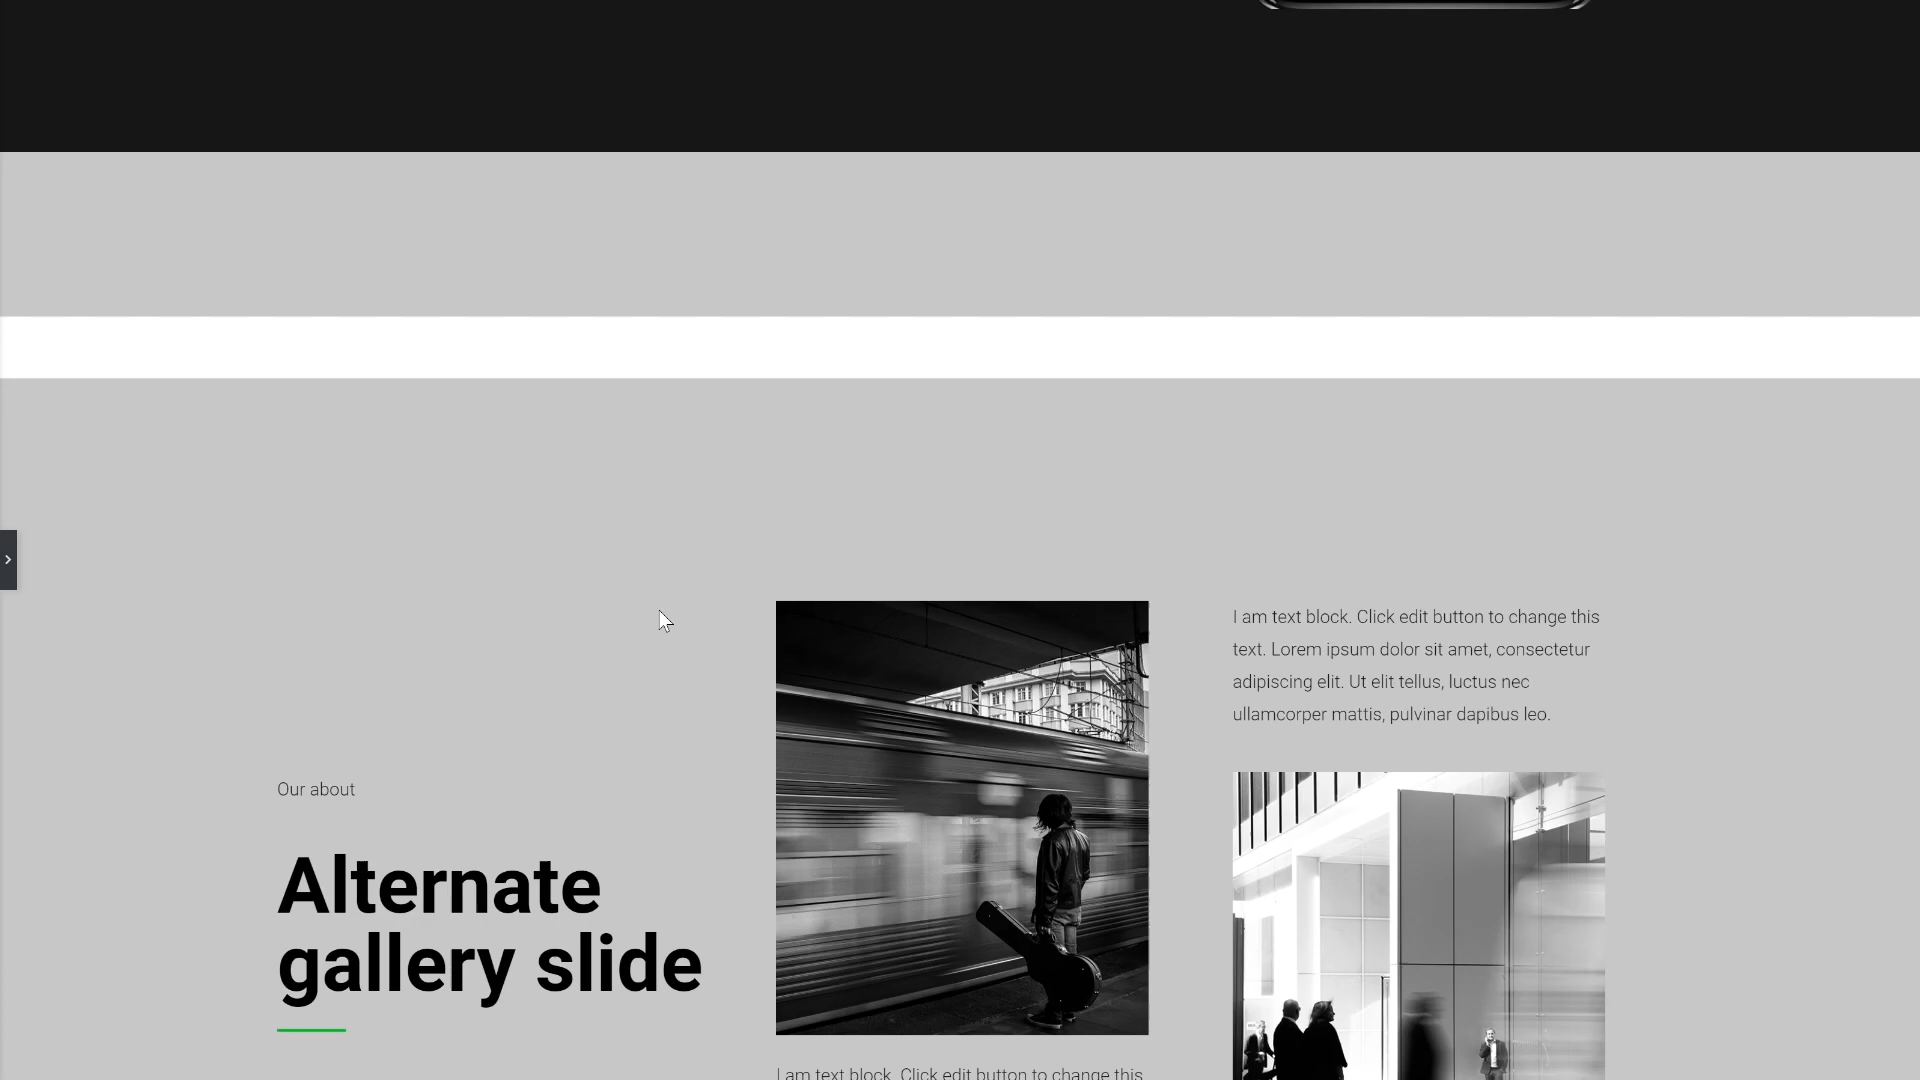 Our about
Alternate
gallery slide
I am text block. Click edit button to change this
I am text block. Click edit button to change this
text. Lorem ipsum dolor sit amet, consectetur
adipiscing elit. Ut elit tellus, luctus nec
ullamcorper mattis, pulvinar dapibus leo.